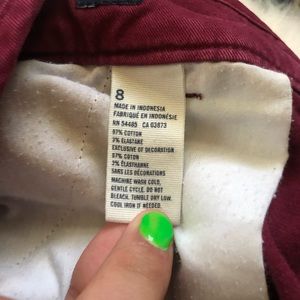 8
MADE IN INDONESIA
FABRIQUÉ EN INDONÉSIE
RN 54485 CA 03873
97% COTTON
3% ELASTANE
EXCLUSIVE OF DECORATION
97% COTON
3% ÉLASTHANNE
SANS LES DÉCORATIONS
MACHINE WASH COLD,
GENTLE CYCLE. DO NOT
BLEACH. TUMBLE DRY LOW.
COOL IRON IF NEEDED.